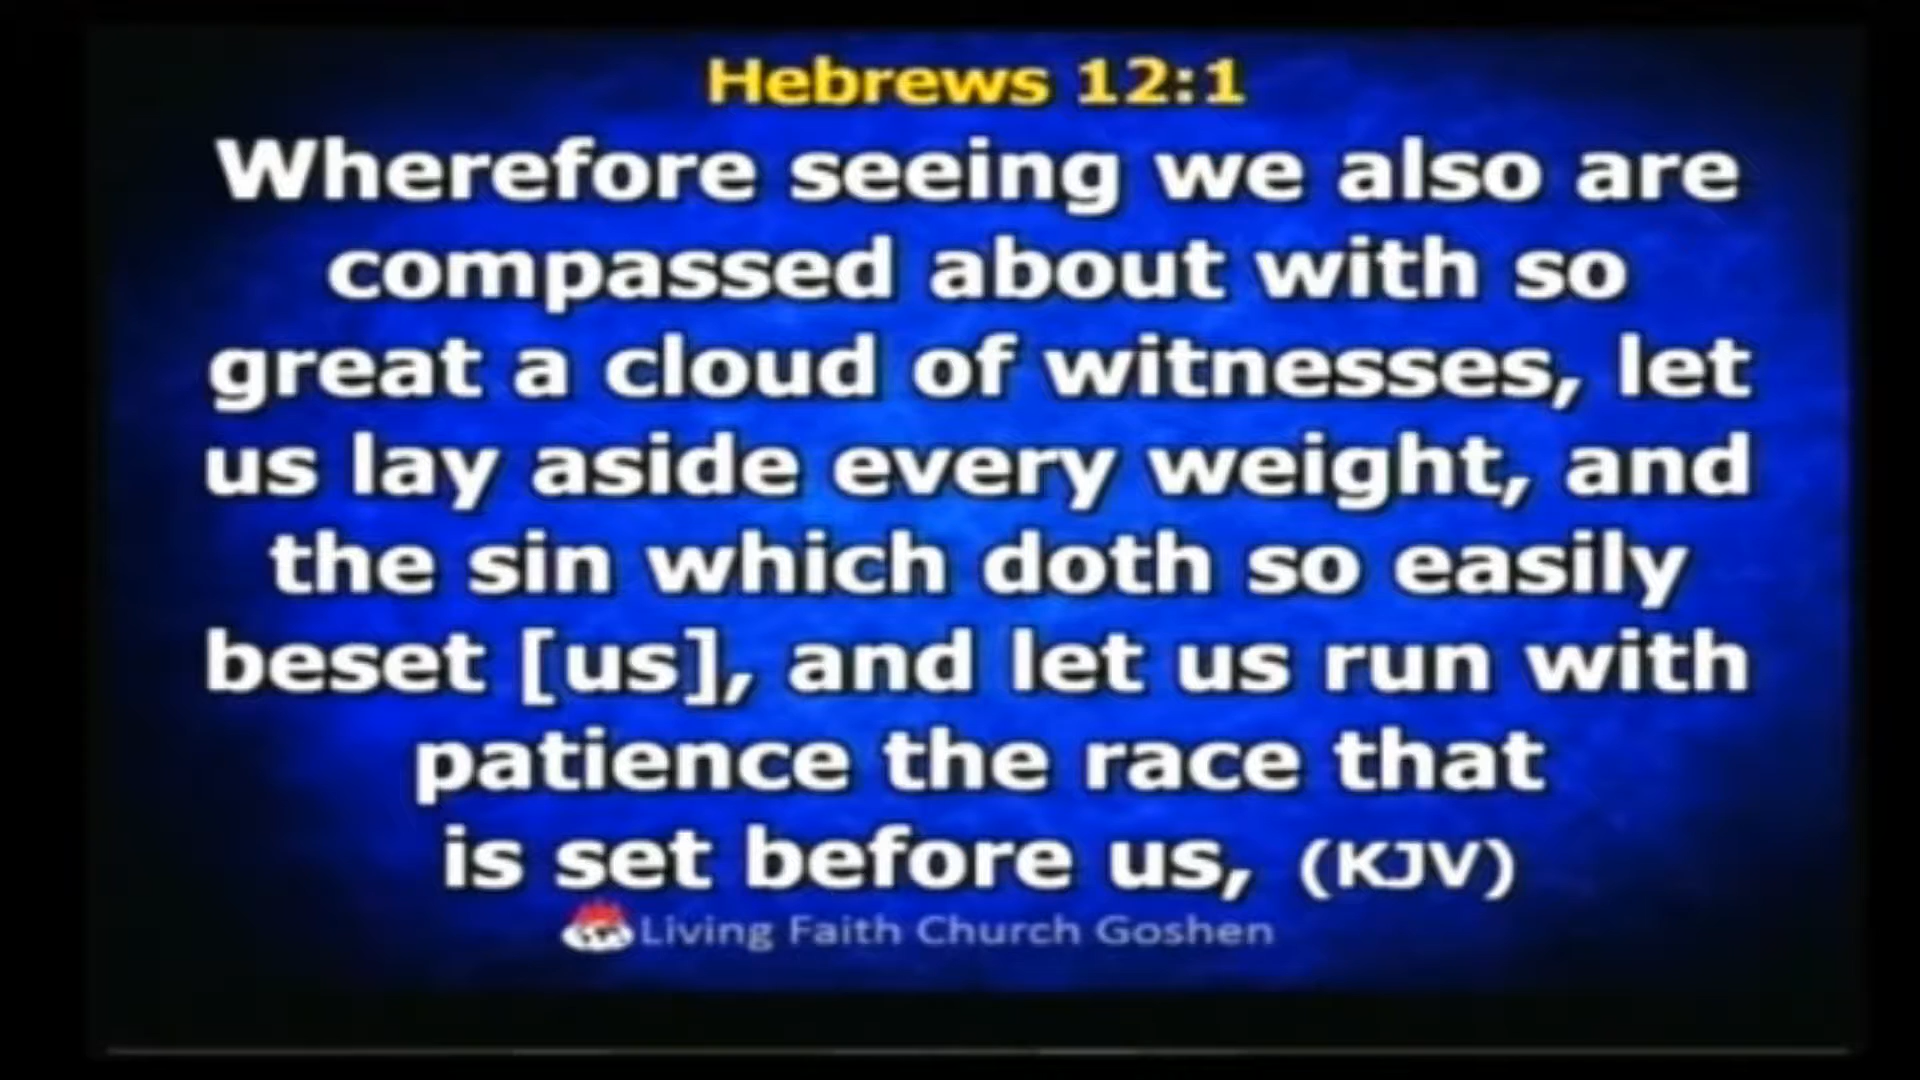 Hebrews 12:1
Wherefore seeing we also are
compassed about with so
great a cloud of witnesses, let
us lay aside every weight, and
the sin which doth so easily
beset [us], and let us run with
patience the race that
is set before us, (KJV)
Living Faith Church Goshen